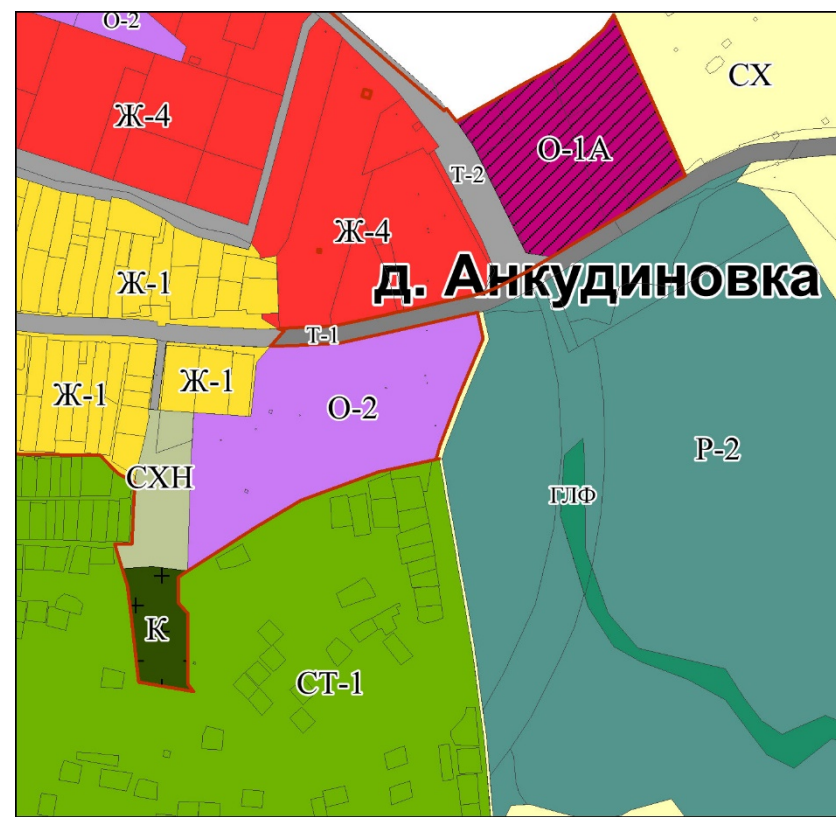 О-2
СХ
Ж-4
О-1А
Т-2
Ж-4
д. Анкудиновка
Ж-1
Т-1
Ж-1
Ж-1
О-2
Р-2
СХН
ГЛФ
К
СТ-1